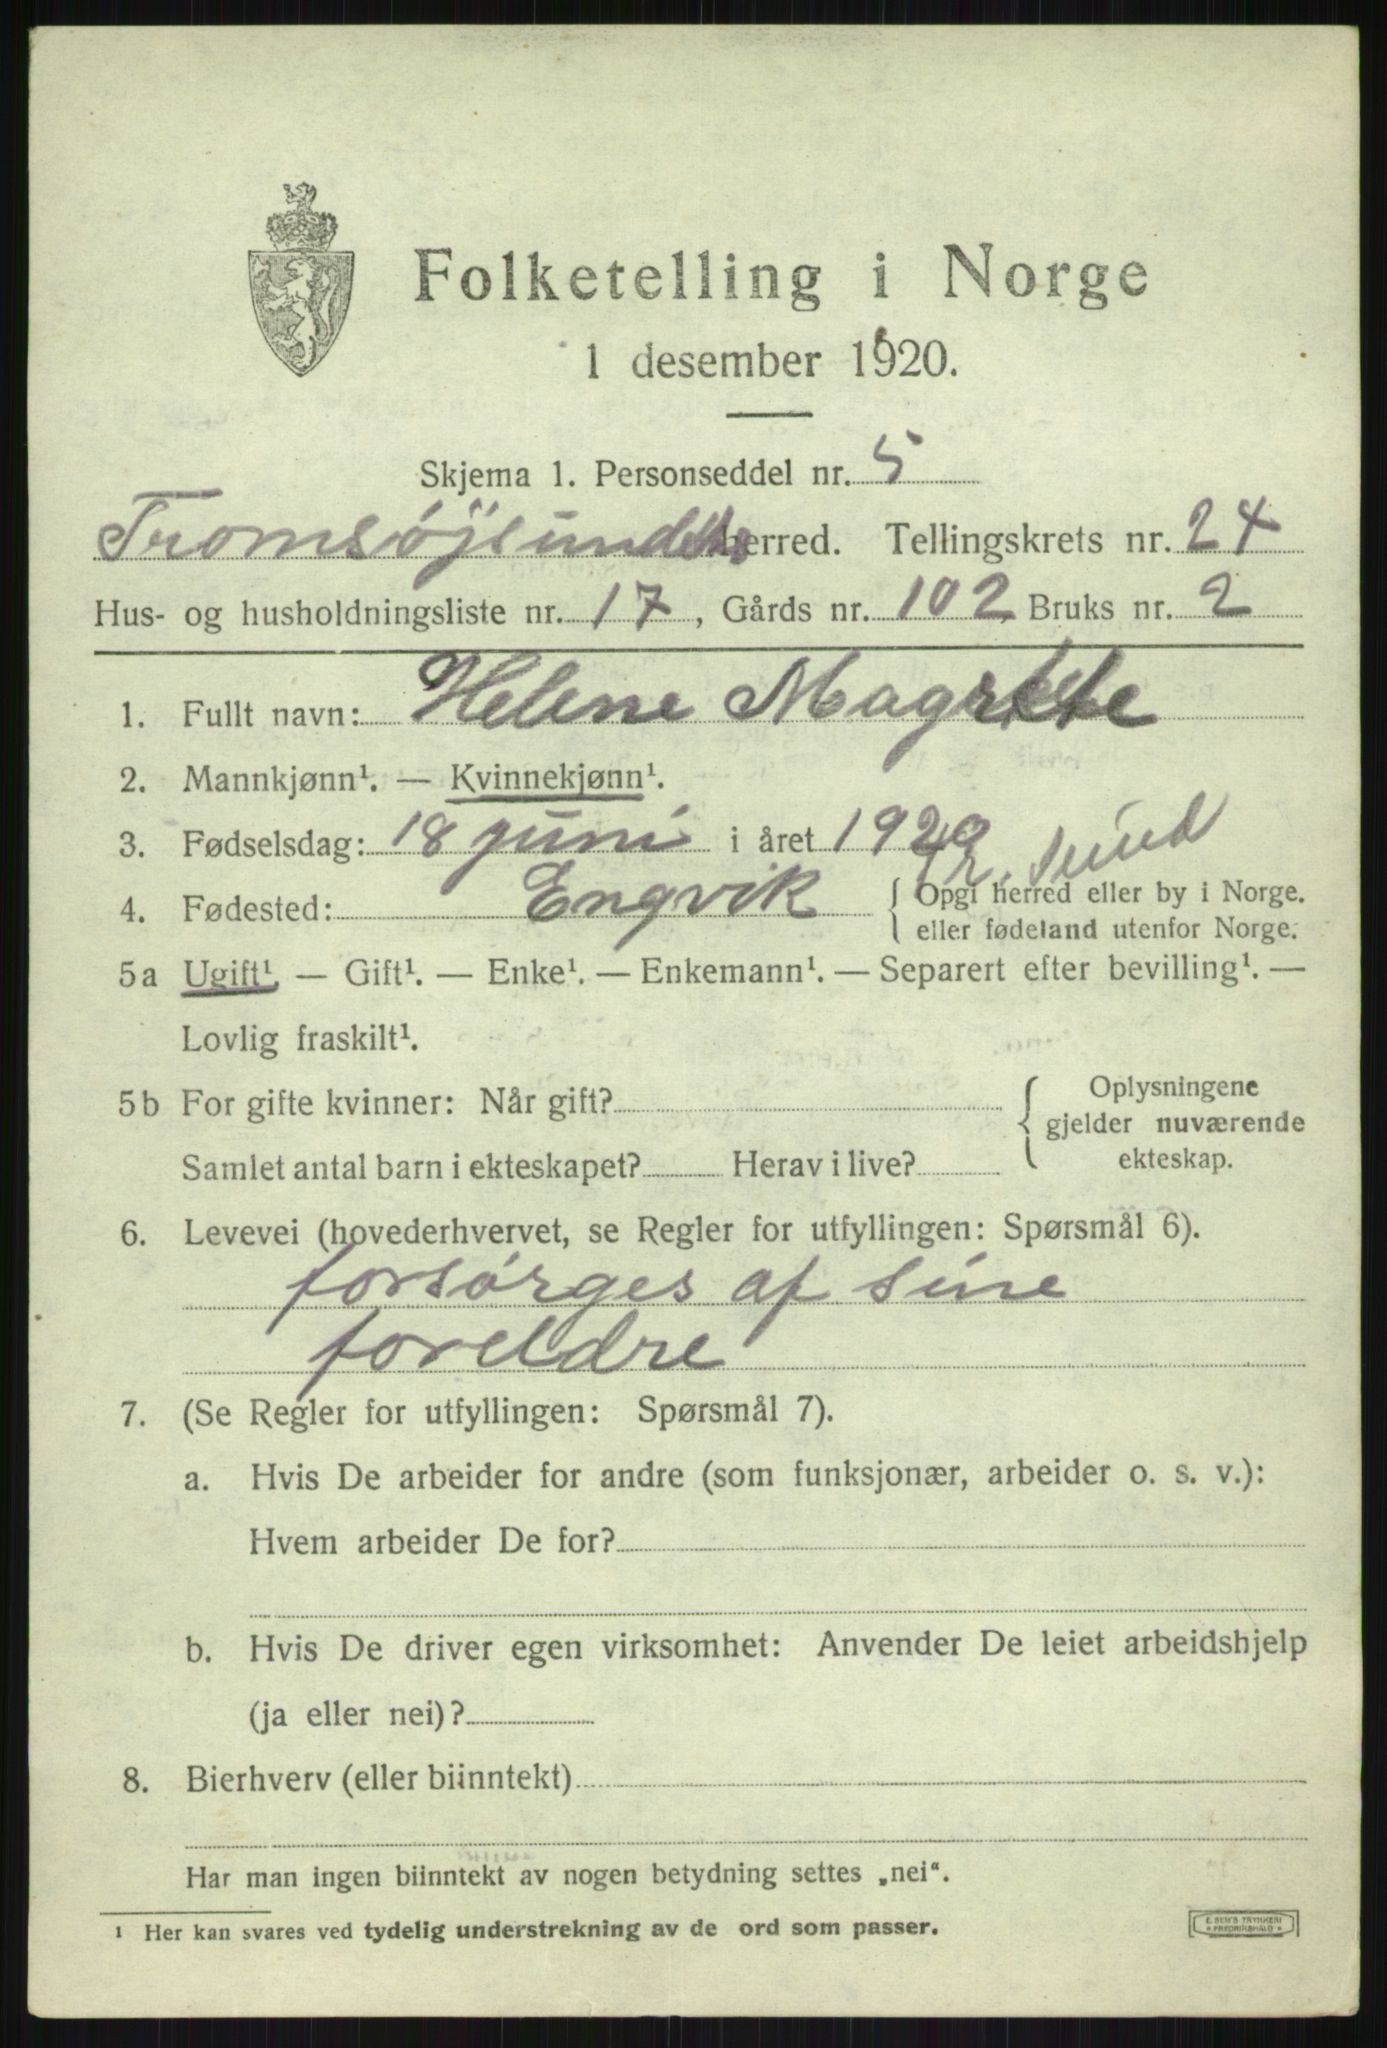 Folketelling i Norge
1 desember 1920.
Skjema 1. Personseddel nr. 5
Tromsøysundets herred. Tellingskrets nr. 24
Hus- og husholdningsliste nr. 17, Gårds nr. 102 Bruks nr. 2
1. Fullt navn: Helene Magrethe
2. Mannkjønn¹. — Kvinnekjønn¹.
3. Fødselsdag: 18 juni i året 1920
Tr. sund
4. Fødested: Engvik { Opgi herred eller by i Norge.
eller fødeland utenfor Norge.
5a Ugift¹. — Gift¹. — Enke¹. — Enkemann¹. — Separert efter bevilling¹. —
Lovlig fraskilt¹.
5b For gifte kvinner: Når gift? { Oplysningene
gjelder nuværende
ekteskap.
Samlet antal barn i ekteskapet? Herav i live?
6. Levevei (hovederhvervet, se Regler for utfyllingen: Spørsmål 6).
forsørges af sine
foreldre
7. (Se Regler for utfyllingen: Spørsmål 7).
a. Hvis De arbeider for andre (som funksjonær, arbeider o. s. v.):
Hvem arbeider De for?
b. Hvis De driver egen virksomhet: Anvender De leiet arbeidshjelp
(ja eller nei)?
8. Bierhverv (eller biinntekt)
Har man ingen biinntekt av nogen betydning settes „nei“.
¹ Her kan svares ved tydelig understrekning av de ord som passer.
E. SEM'S TRYKKERI
FREDRIKSHALD